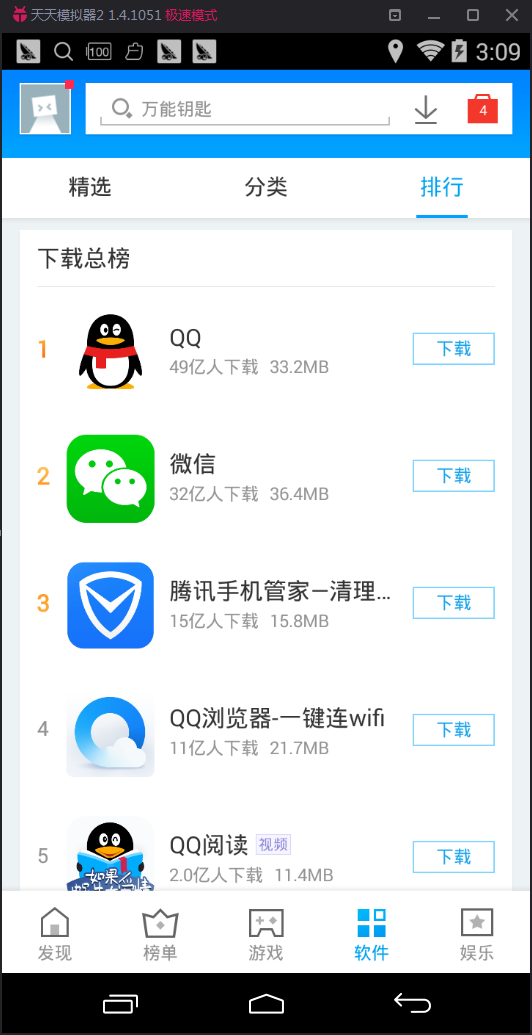 天天模拟器2 1.4.1051 极速模式
100 3:09
万能钥匙 4
精选 分类 排行
下载总榜
1 QQ 下载
49亿人下载 33.2MB
2 微信 下载
32亿人下载 36.4MB
3 腾讯手机管家—清理... 下载
15亿人下载 15.8MB
4 QQ浏览器-一键连wifi 下载
11亿人下载 21.7MB
5 QQ阅读 视频 下载
2.0亿人下载 11.4MB
如果么
发现 榜单 游戏 软件 娱乐